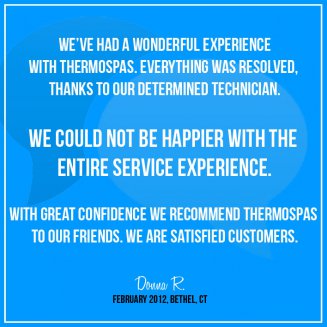 WE'VE HAD A WONDERFUL EXPERIENCE
WITH THERMOSPAS. EVERYTHING WAS RESOLVED,
THANKS TO OUR DETERMINED TECHNICIAN.
WE COULD NOT BE HAPPIER WITH THE
ENTIRE SERVICE EXPERIENCE.
WITH GREAT CONFIDENCE WE RECOMMEND THERMOSPAS
TO OUR FRIENDS. WE ARE SATISFIED CUSTOMERS.
Donna R.
FEBRUARY 2012, BETHEL, CT